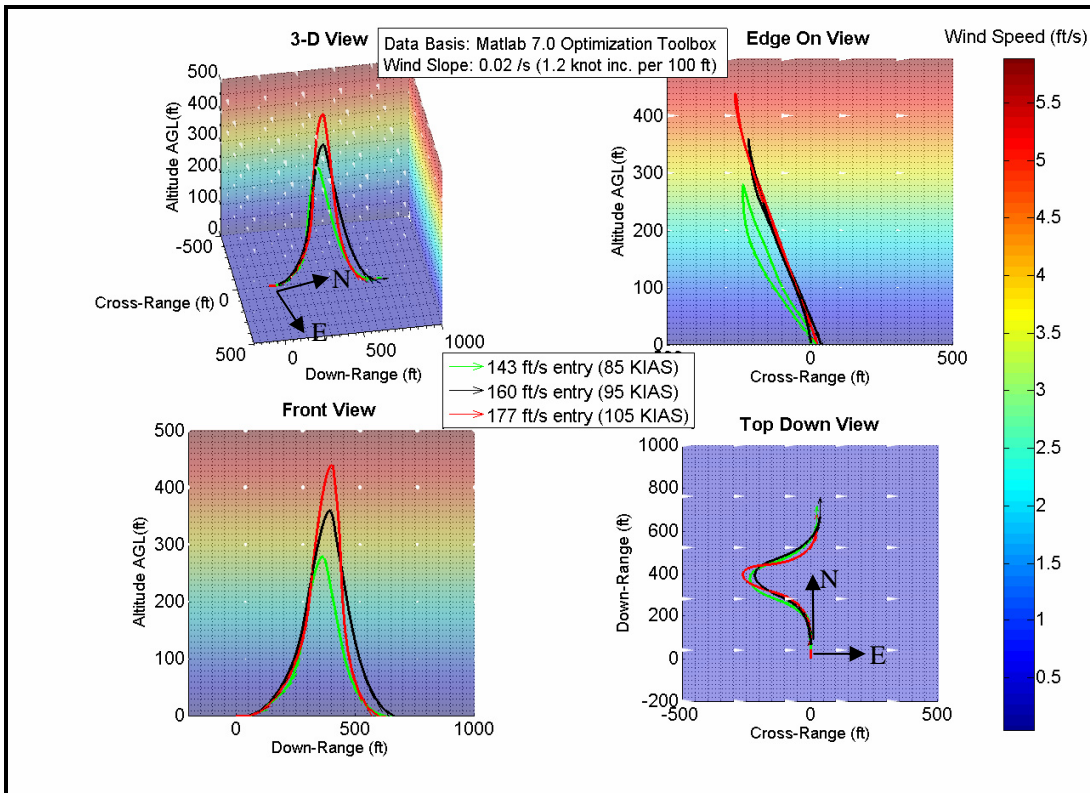 3-D View
Data Basis: Matlab 7.0 Optimization Toolbox
Wind Slope: 0.02 /s (1.2 knot inc. per 100 ft)
Edge On View
Wind Speed (ft/s)
500
400
300
200
100
0
Altitude AGL(ft)
-500
0
500
Cross-Range (ft)
0
500
1000
Down-Range (ft)
N
E
400
300
200
100
0
Altitude AGL(ft)
0
500
Cross-Range (ft)
5.5
5
4.5
4
3.5
3
2.5
2
1.5
1
0.5
143 ft/s entry (85 KIAS)
160 ft/s entry (95 KIAS)
177 ft/s entry (105 KIAS)
Front View
500
400
300
200
100
0
Altitude AGL(ft)
0
500
1000
Down-Range (ft)
Top Down View
1000
800
600
400
200
0
-200
Down-Range (ft)
N
E
-500
0
500
Cross-Range (ft)